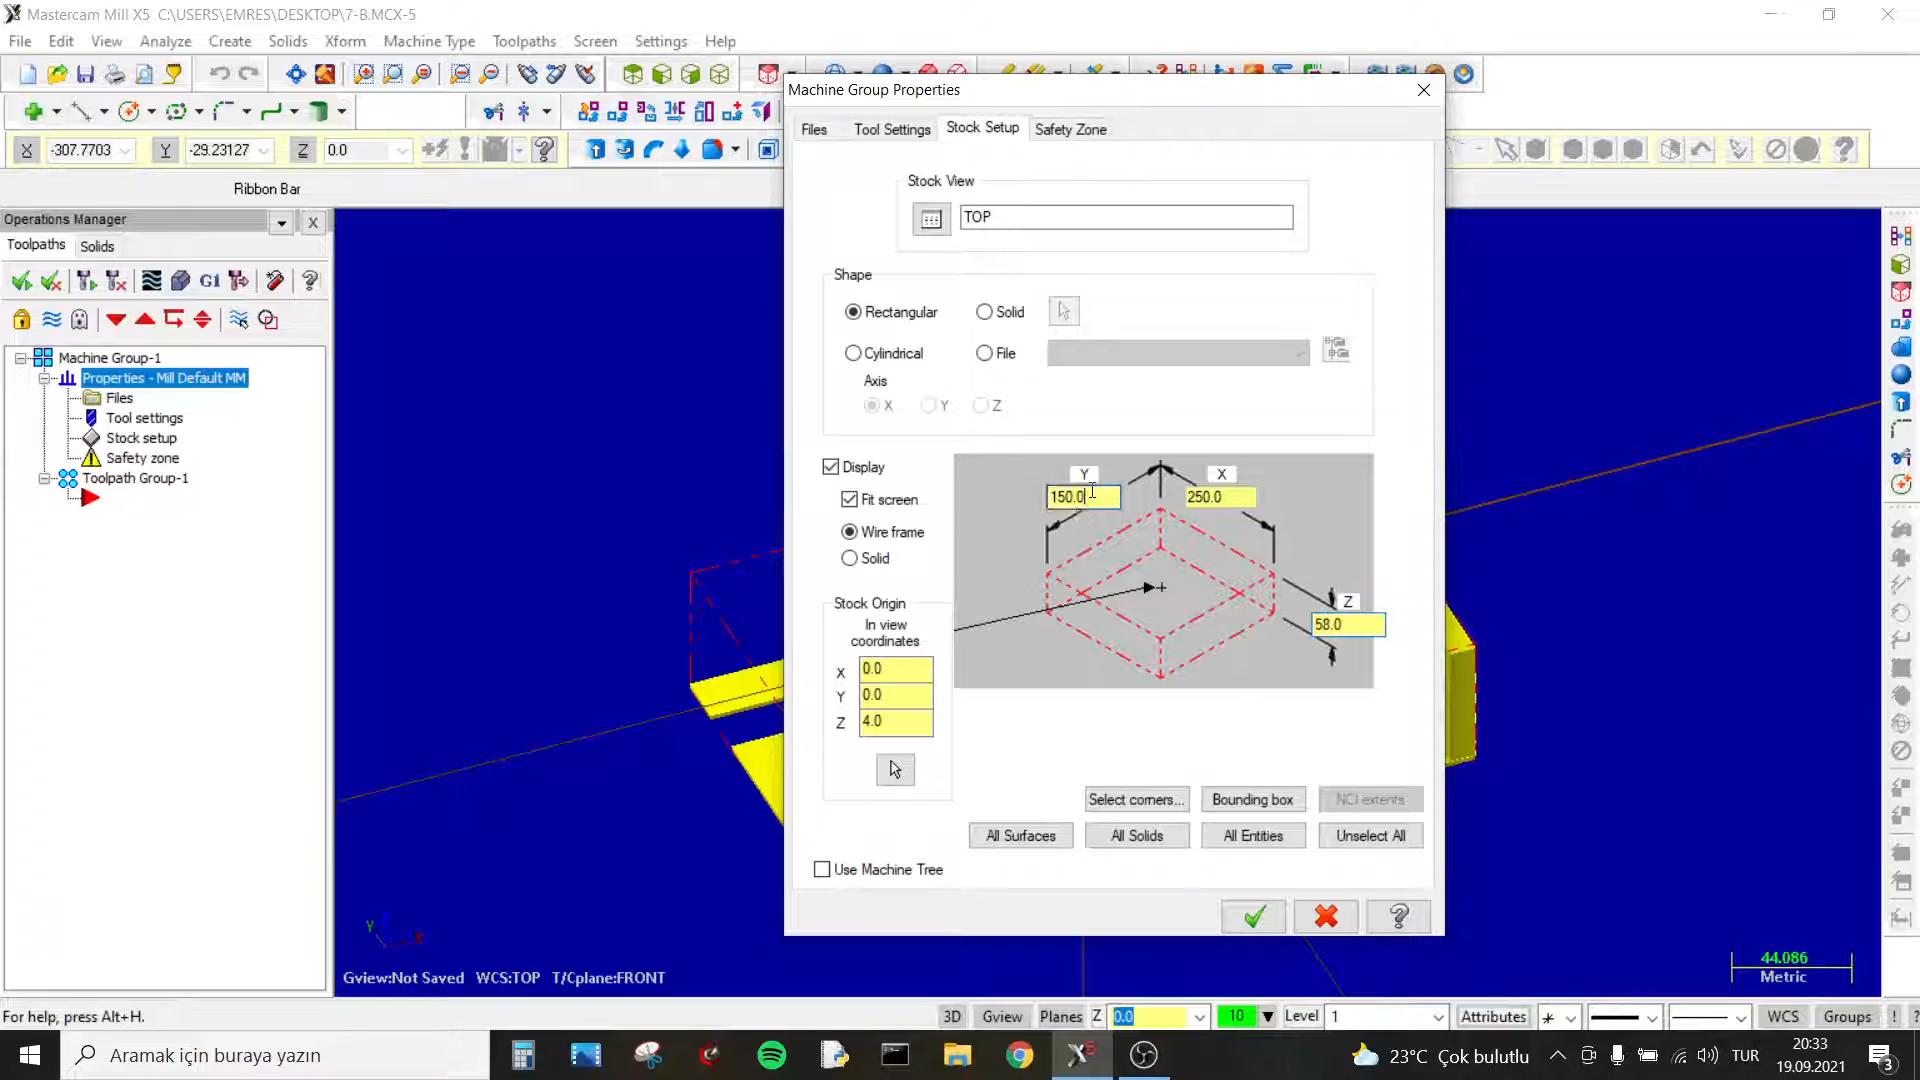 Mastercam Mill X5 C:\USERS\EMRES\DESKTOP\7-B.MCX-5
File Edit View Analyze Create Solids Xform Machine Type Toolpaths Screen Settings Help
X -307.7703 Y -29.23127 Z 0.0
Ribbon Bar
Operations Manager
X
Toolpaths Solids
G1
Machine Group-1
Properties - Mill Default MM
Files
Tool settings
Stock setup
Safety zone
Toolpath Group-1
Machine Group Properties
Files Tool Settings Stock Setup Safety Zone
Stock View
TOP
Shape
Rectangular Solid
Cylindrical File
Axis
X Y Z
Display
Fit screen
Wire frame
Solid
Y X
150.0 250.0
Z
58.0
Stock Origin
In view
coordinates
X 0.0
Y 0.0
Z 4.0
Select corners... Bounding box NCI extents
All Surfaces All Solids All Entities Unselect All
Use Machine Tree
Y
X
Gview:Not Saved WCS:TOP T/Cplane:FRONT
44.086
Metric
For help, press Alt+H.
3D Gview Planes Z 0.0 10 Level 1 Attributes WCS Groups ! ?
Aramak için buraya yazın
X5
23°C Çok bulutlu
TUR
20:33
19.09.2021
3